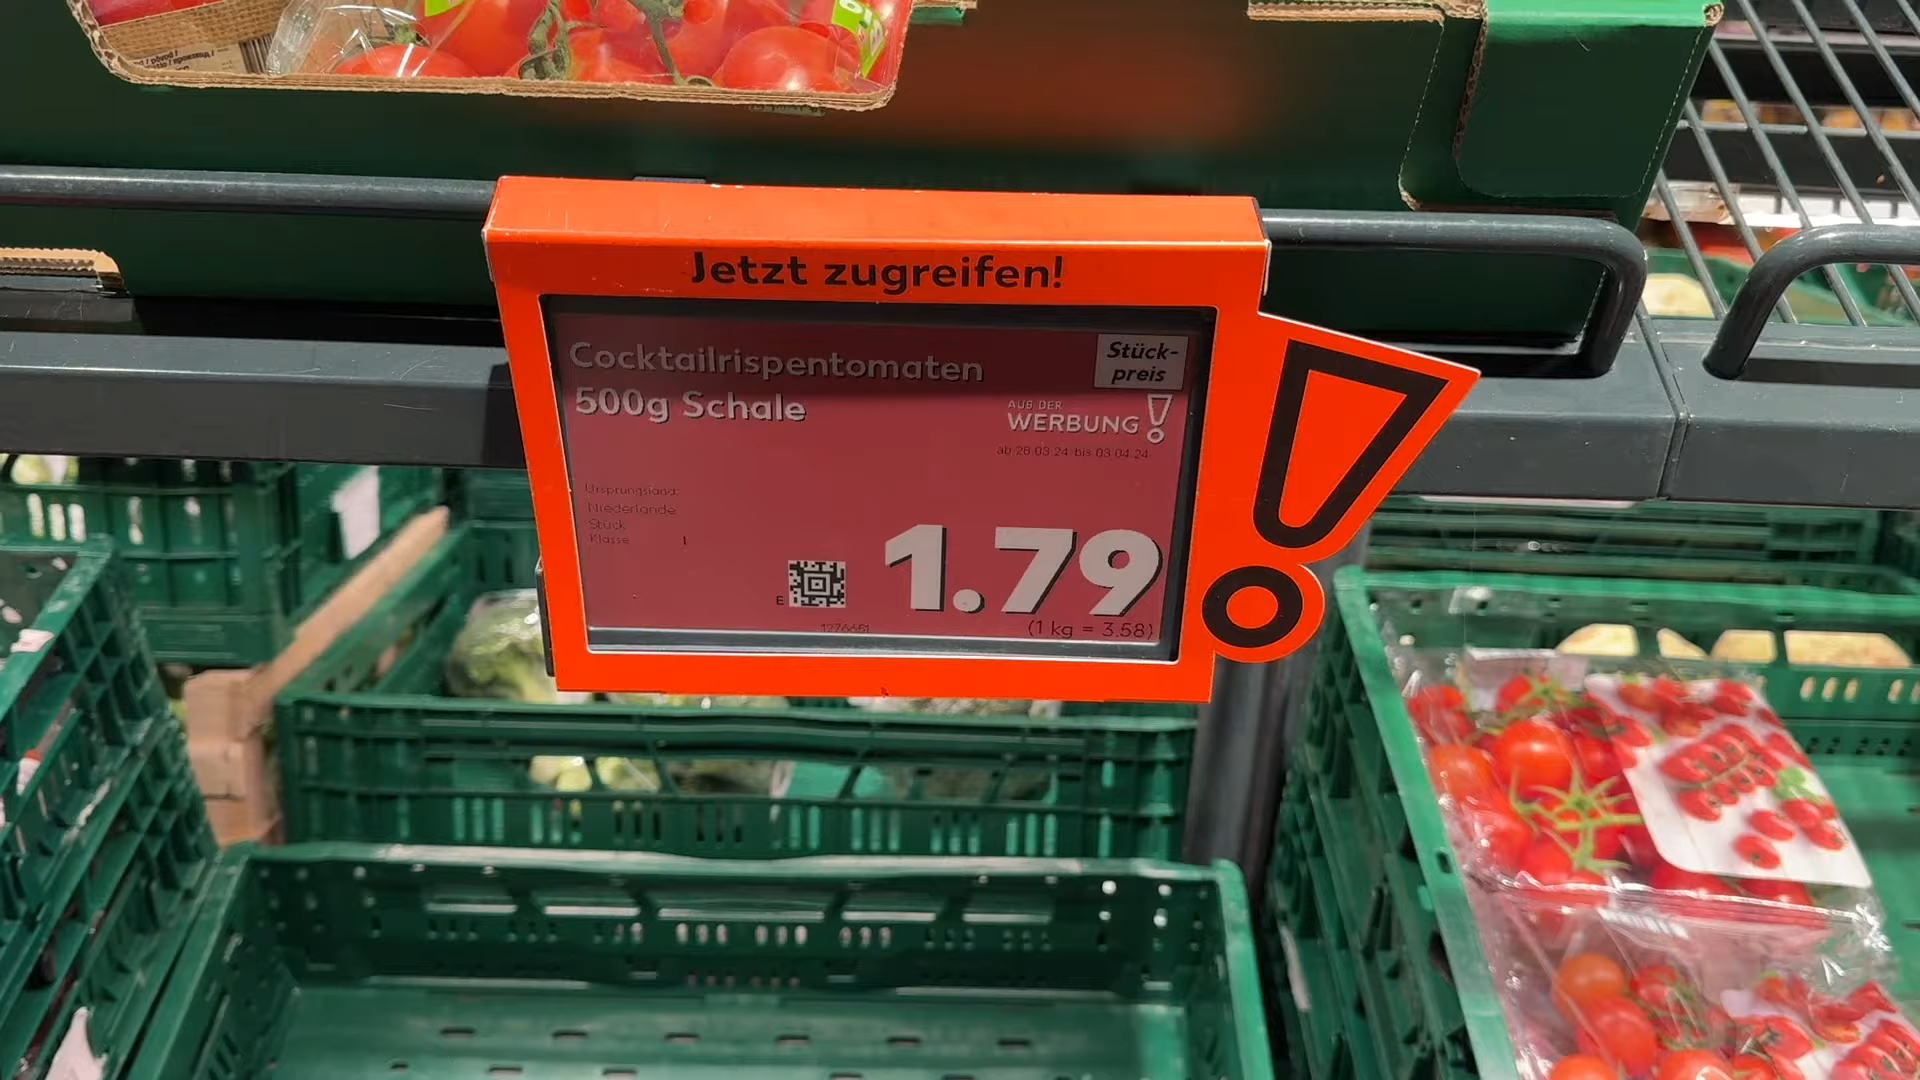 Jetzt zugreifen!
Cocktailrispentomaten
500g Schale
Stück-
preis
AUS DER
WERBUNG
ab 28.03.24 bis 03.04.24
Ursprungsland:
Niederlande
Stück
Klasse I
E
1.79
1276651
(1 kg = 3.58)